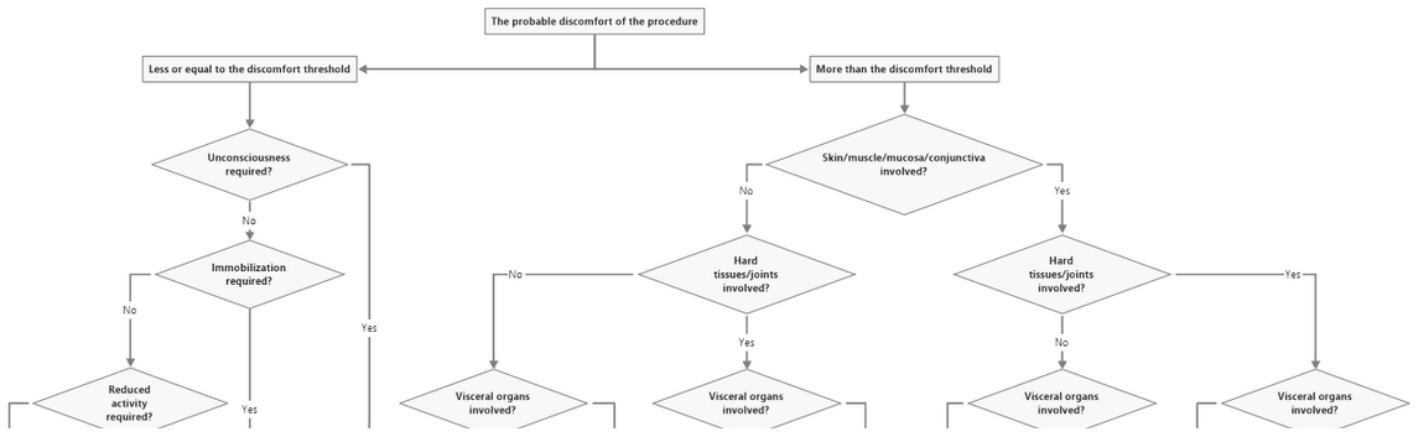 The probable discomfort of the procedure
Less or equal to the discomfort threshold
More than the discomfort threshold
Unconsciousness
required?
Skin/muscle/mucosa/conjunctiva
involved?
No
Yes
No
Immobilization
required?
Hard
tissues/joints
involved?
Hard
tissues/joints
involved?
No
Yes
No
Yes
Yes
No
Reduced
activity
required?
Yes
Visceral organs
involved?
Visceral organs
involved?
Visceral organs
involved?
Visceral organs
involved?